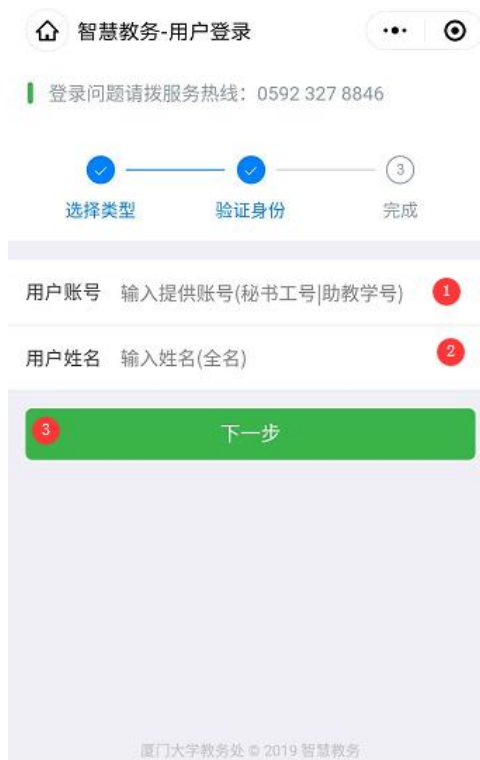 智慧教务-用户登录
登录问题请拨服务热线：0592 327 8846
3
选择类型 验证身份 完成
用户账号 输入提供账号(秘书工号|助教学号) 1
用户姓名 输入姓名(全名) 2
3 下一步
厦门大学教务处 © 2019 智慧教务